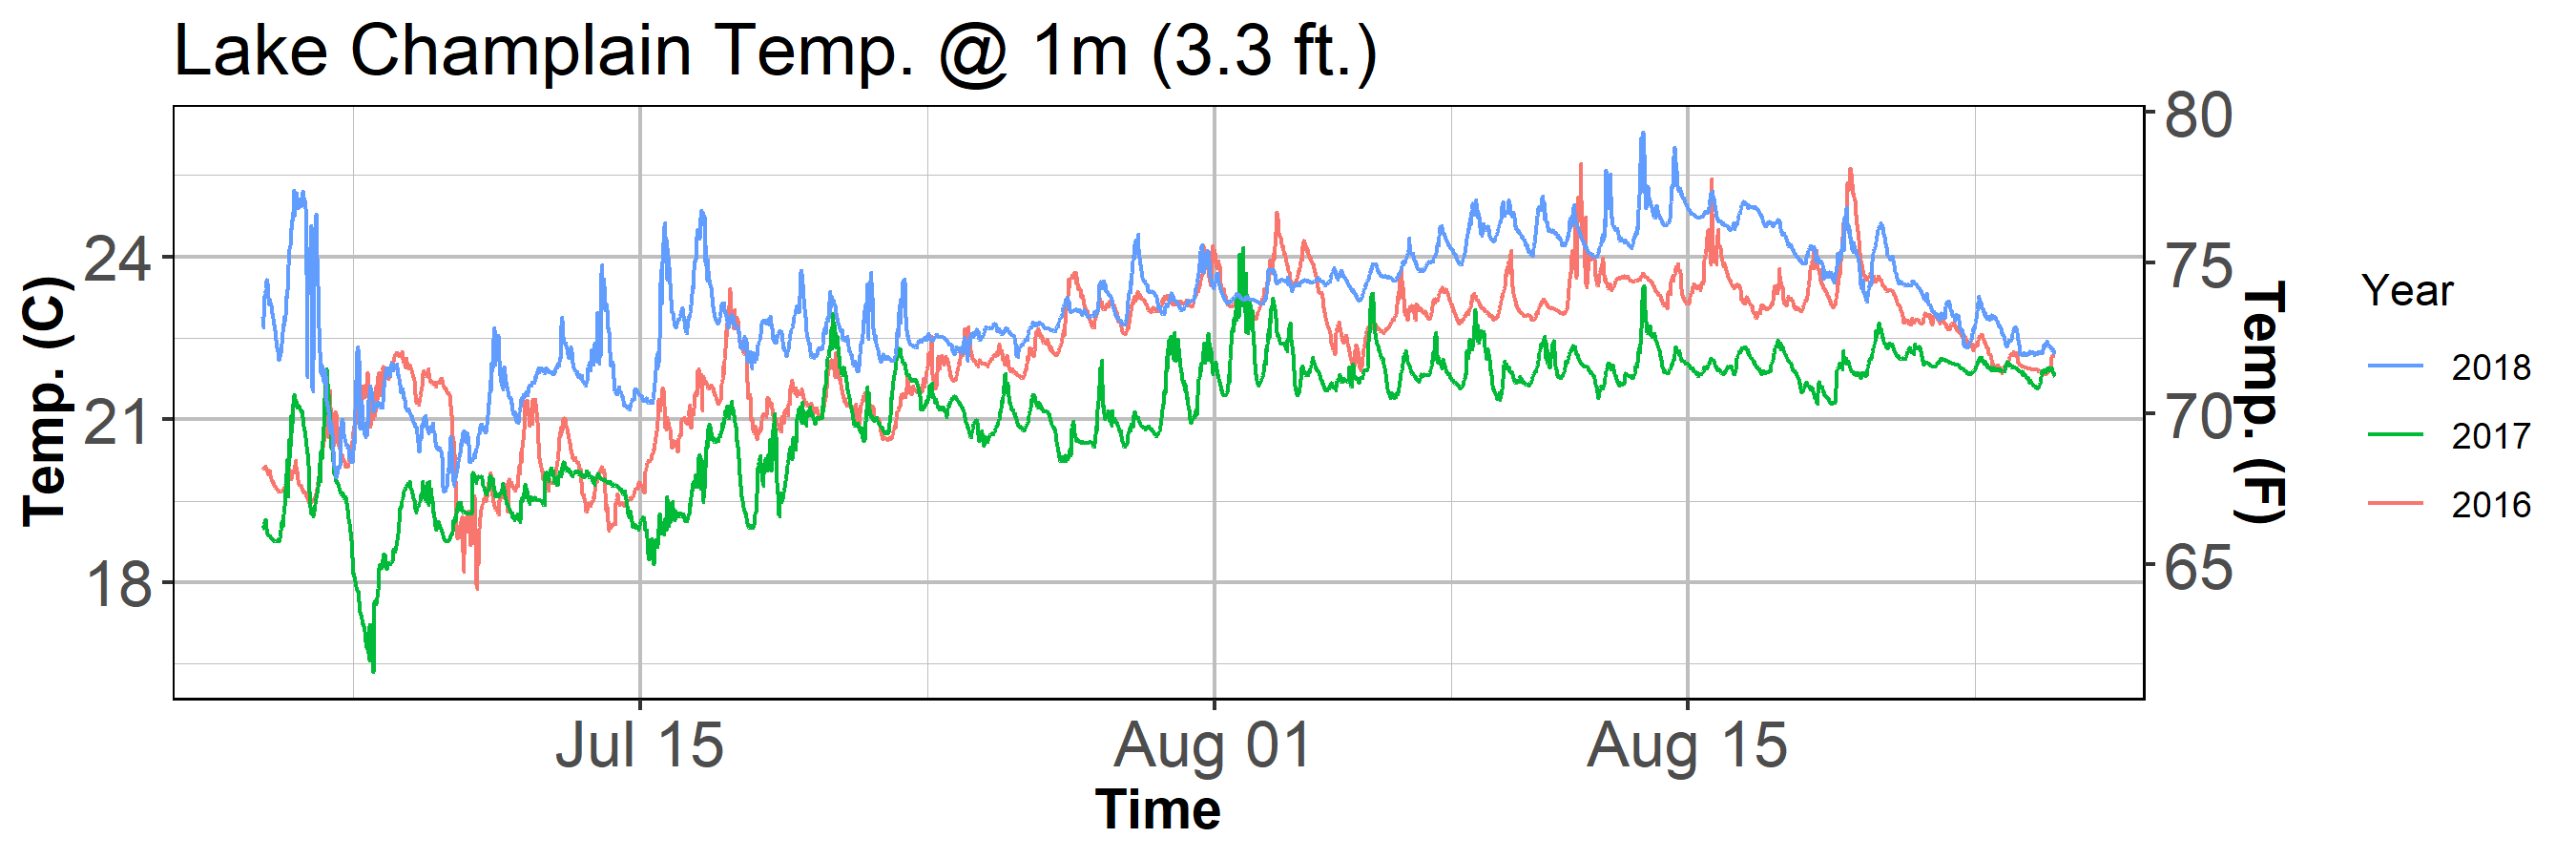 Lake Champlain Temp. @ 1m (3.3 ft.)
Temp. (C)
24
21
18
80
75
70
65
Temp. (F)
Jul 15
Aug 01
Aug 15
Time
Year
2018
2017
2016